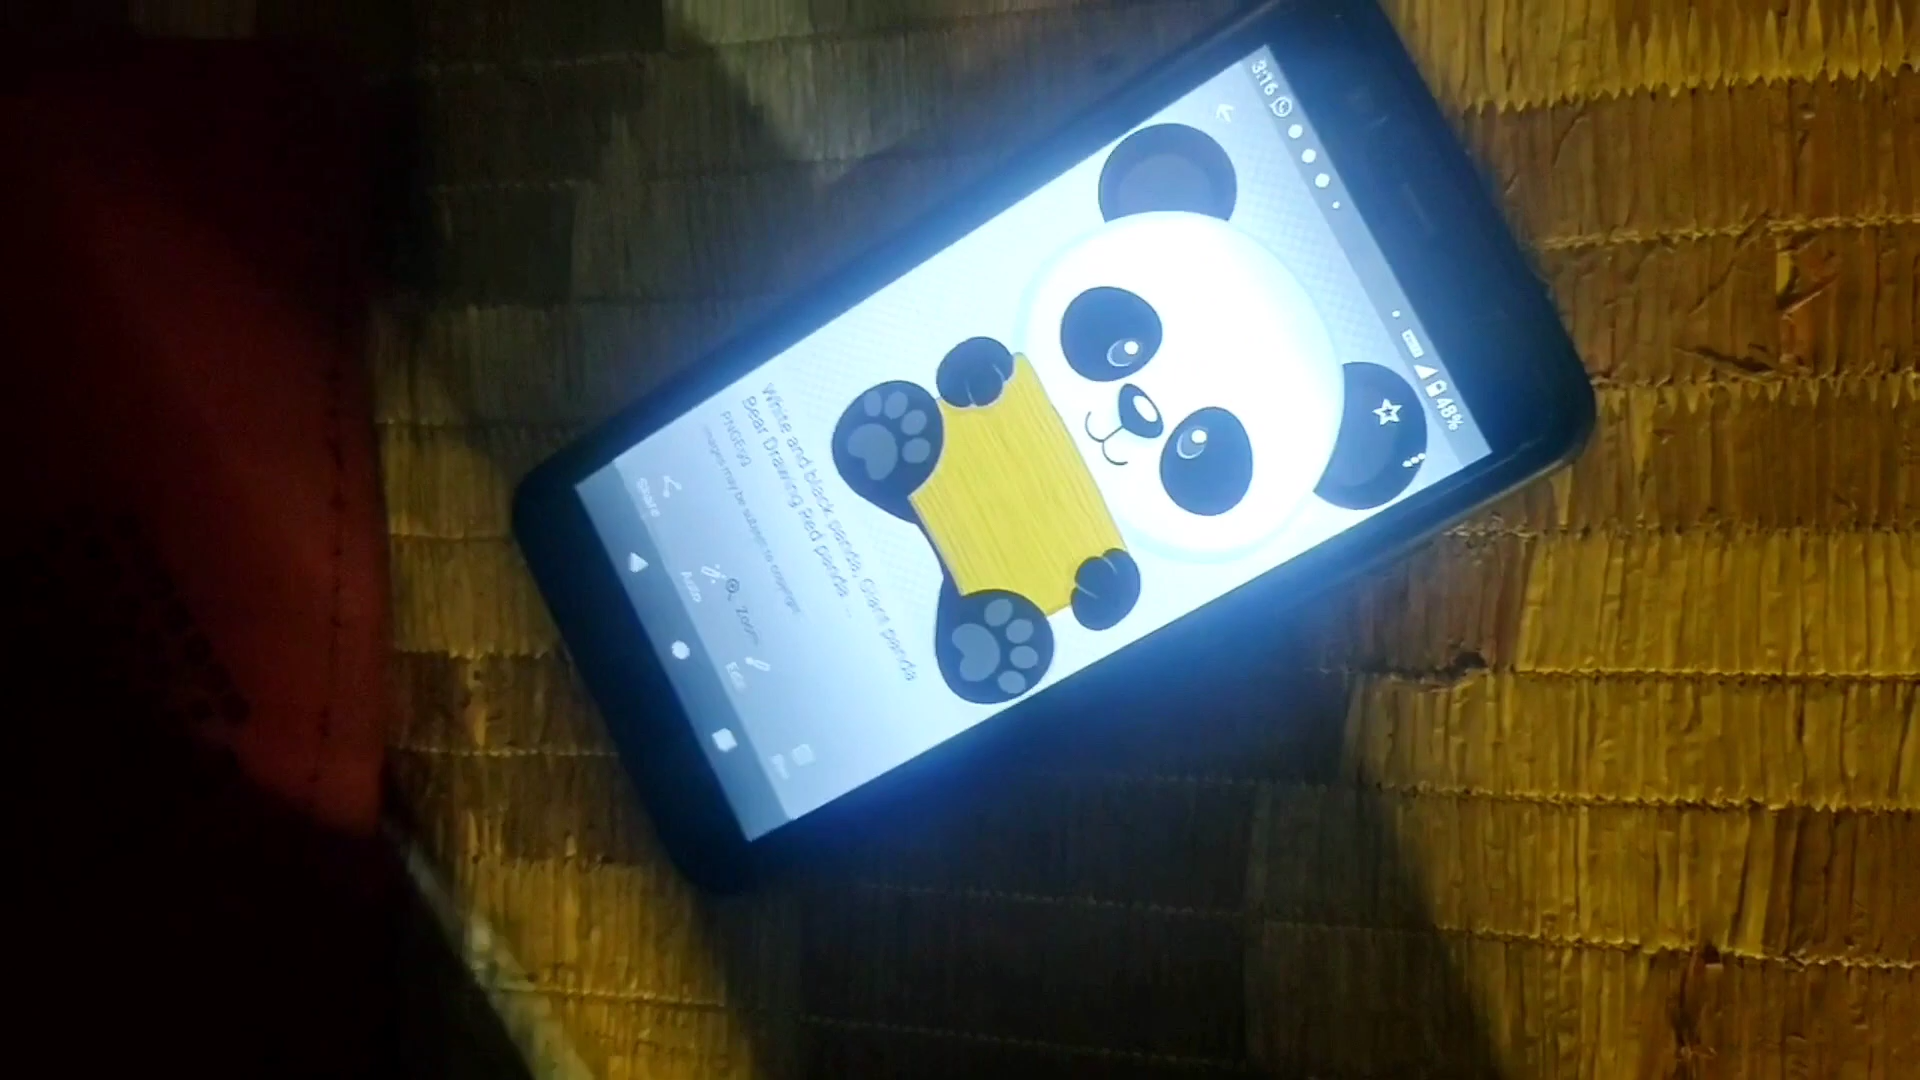 3:16
48%
White and black panda, Giant panda
Bear Drawing Red panda ...
PNGEgg
Images may be subject to copyright
Zoom
Share
Edit